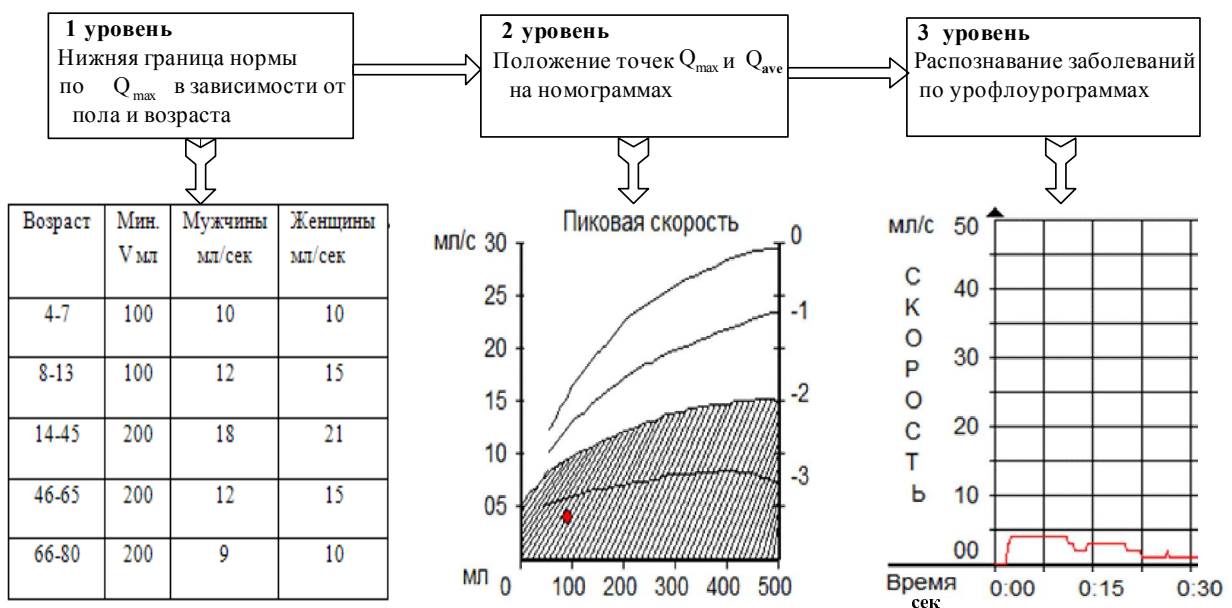 1 уровень
Нижняя граница нормы
по Q max в зависимости от
пола и возраста
2 уровень
Положение точек Qmax и Qave
на номограммах
3 уровень
Распознавание заболеваний
по урофлоурограммах
Возраст Мин. V мл Мужчины мл/сек Женщины мл/сек
4-7 100 10 10
8-13 100 12 15
14-45 200 18 21
46-65 200 12 15
66-80 200 9 10
Пиковая скорость
мл/с 30 0
25
-1
20
15 -2
10
-3
05
мл 0 100 200 300 400 500
мл/с 50
40
30
20
10
00
СКОРОСТЬ
Время 0:00 0:15 0:30
сек